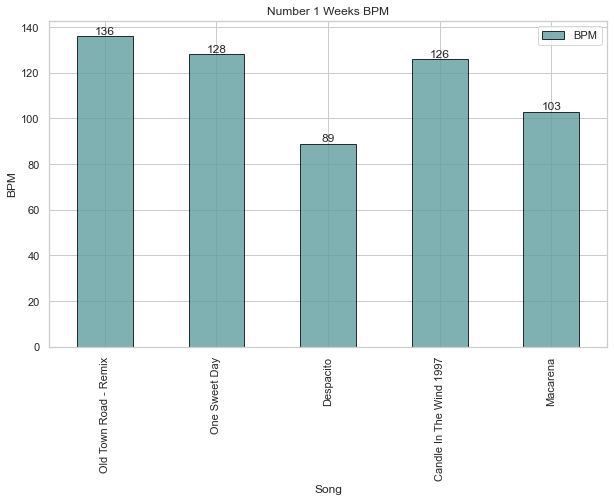 Number 1 Weeks BPM
BPM
140
120
100
80
60
40
20
0
BPM
136
128
89
126
103
Old Town Road - Remix
One Sweet Day
Despacito
Candle In The Wind 1997
Macarena
Song